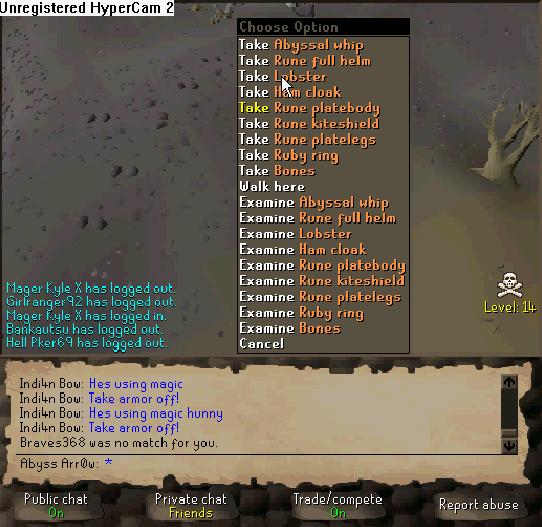 Unregistered HyperCam 2
Choose Option
Take Abyssal whip
Take Rune full helm
Take Lobster
Take Ham cloak
Take Rune platebody
Take Rune kiteshield
Take Rune platelegs
Take Ruby ring
Take Bones
Walk here
Examine Abyssal whip
Examine Rune full helm
Examine Lobster
Examine Ham cloak
Examine Rune platebody
Examine Rune kiteshield
Examine Rune platelegs
Examine Ruby ring
Examine Bones
Cancel
Level: 14
Mager Kyle X has logged out.
Girlranger92 has logged out.
Mager Kyle X has logged in.
Bankautsu has logged out.
Hell Pker69 has logged out.
Indi4n Bow: Hes using magic
Indi4n Bow: Take armor off!
Indi4n Bow: Hes using magic hunny
Indi4n Bow: Take armor off!
Braves368 was no match for you.
Abyss Arr0w: *
Public chat
On
Private chat
Friends
Trade/compete
On
Report abuse